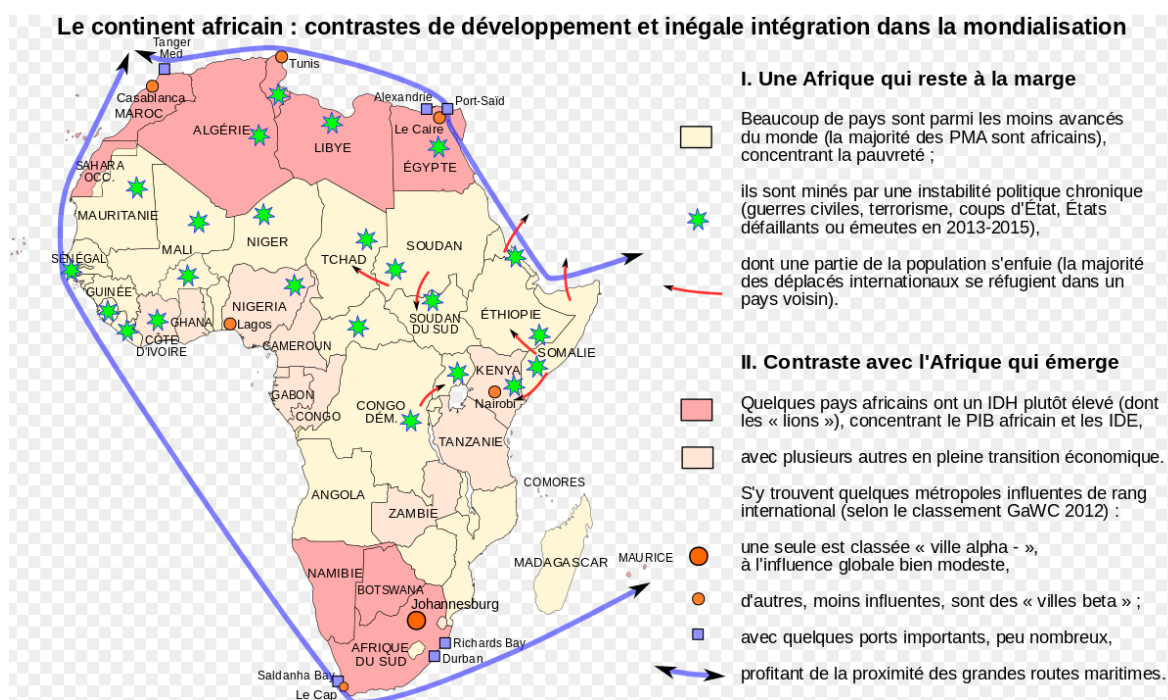 Le continent africain : contrastes de développement et inégale intégration dans la mondialisation
Tanger
Med
Tunis
Casablanca
MAROC
Alexandrie
Port-Saïd
Le Caire
ALGÉRIE
LIBYE
ÉGYPTE
SAHARA
OCC.
MAURITANIE
MALI
NIGER
TCHAD
SOUDAN
SÉNÉGAL
GUINÉE
NIGERIA
Lagos
GHANA
CÔTE
D'IVOIRE
CAMEROUN
SOUDAN
DU SUD
ÉTHIOPIE
SOMALIE
KENYA
Nairobi
GABON
CONGO
CONGO
DÉM.
TANZANIE
COMORES
ANGOLA
ZAMBIE
MADAGASCAR
MAURICE
NAMIBIE
BOTSWANA
Johannesburg
AFRIQUE
DU SUD
Richards Bay
Durban
Saldanha Bay
Le Cap
I. Une Afrique qui reste à la marge
Beaucoup de pays sont parmi les moins avancés
du monde (la majorité des PMA sont africains),
concentrant la pauvreté ;
ils sont minés par une instabilité politique chronique
(guerres civiles, terrorisme, coups d'État, États
défaillants ou émeutes en 2013-2015),
dont une partie de la population s'enfuie (la majorité
des déplacés internationaux se réfugient dans un
pays voisin).
II. Contraste avec l'Afrique qui émerge
Quelques pays africains ont un IDH plutôt élevé (dont
les « lions »), concentrant le PIB africain et les IDE,
avec plusieurs autres en pleine transition économique.
S'y trouvent quelques métropoles influentes de rang
international (selon le classement GaWC 2012) :
une seule est classée « ville alpha - »,
à l'influence globale bien modeste,
d'autres, moins influentes, sont des « villes beta » ;
avec quelques ports importants, peu nombreux,
profitant de la proximité des grandes routes maritimes.